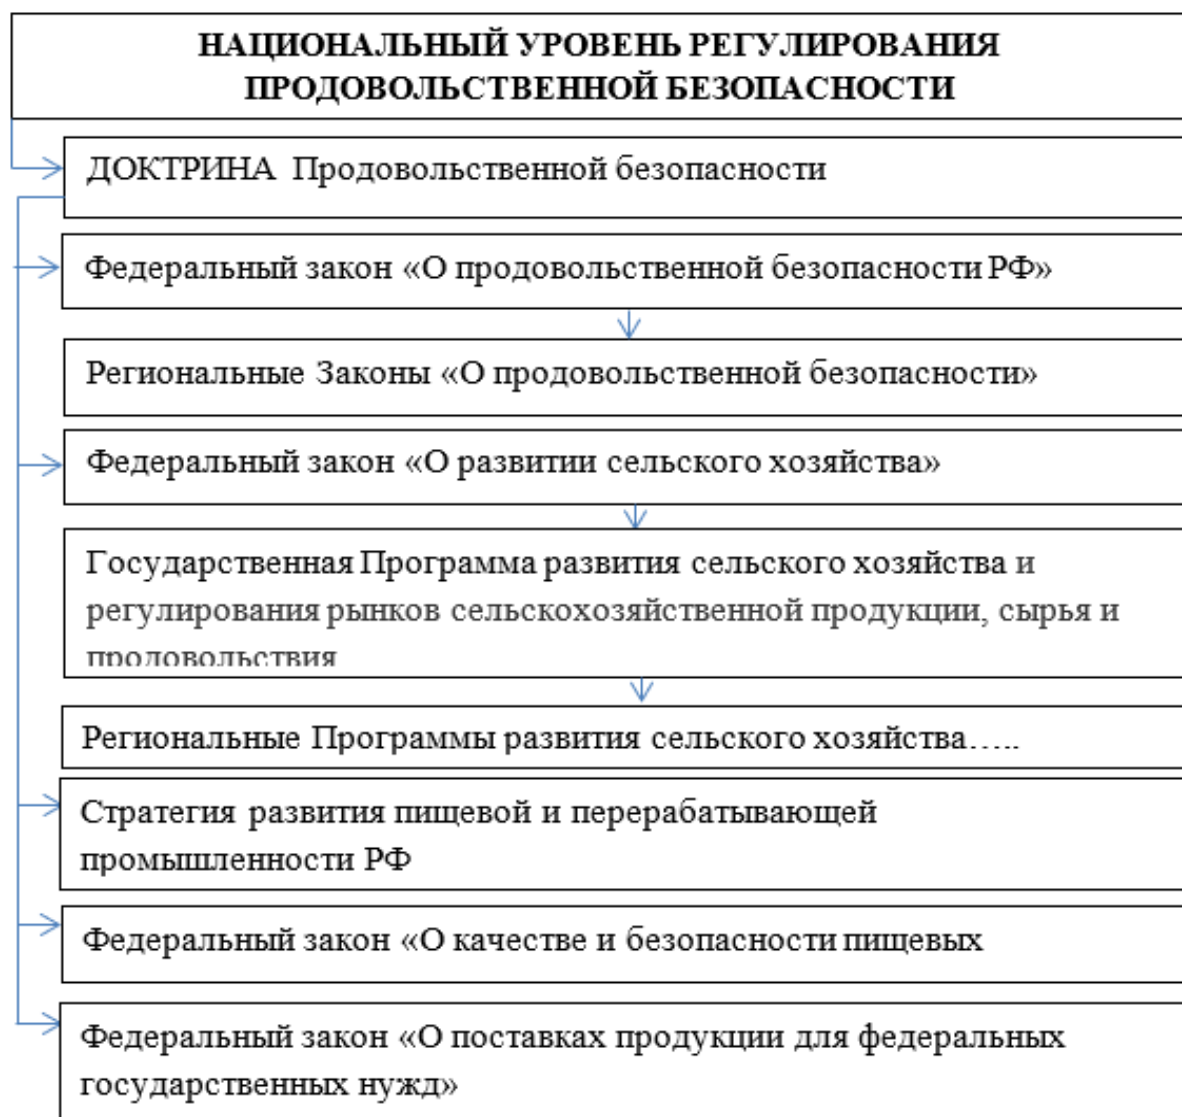 НАЦИОНАЛЬНЫЙ УРОВЕНЬ РЕГУЛИРОВАНИЯ
ПРОДОВОЛЬСТВЕННОЙ БЕЗОПАСНОСТИ
ДОКТРИНА Продовольственной безопасности
Федеральный закон «О продовольственной безопасности РФ»
Региональные Законы «О продовольственной безопасности»
Федеральный закон «О развитии сельского хозяйства»
Государственная Программа развития сельского хозяйства и
регулирования рынков сельскохозяйственной продукции, сырья и
продовольствия
Региональные Программы развития сельского хозяйства…..
Стратегия развития пищевой и перерабатывающей
промышленности РФ
Федеральный закон «О качестве и безопасности пищевых
Федеральный закон «О поставках продукции для федеральных
государственных нужд»